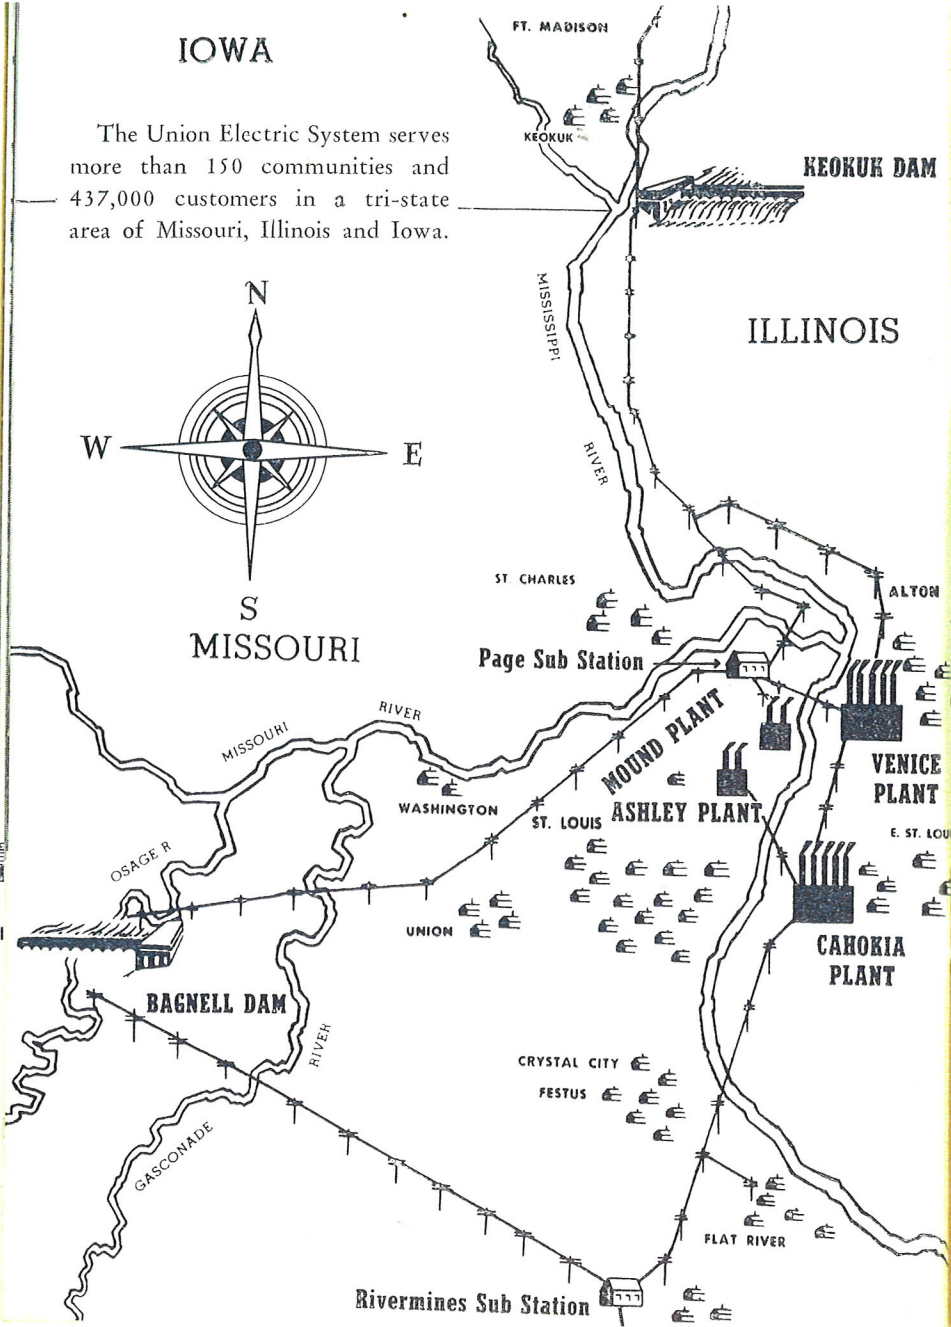 IOWA
FT. MADISON
The Union Electric System serves
more than 150 communities and
437,000 customers in a tri-state
area of Missouri, Illinois and Iowa.
KEOKUK
KEOKUK DAM
N
W
E
S
MISSISSIPPI
RIVER
ILLINOIS
ST. CHARLES
ALTON
MISSOURI
Page Sub Station
MISSOURI
RIVER
MOUND PLANT
VENICE
PLANT
WASHINGTON
ST. LOUIS
ASHLEY PLANT
E. ST. LOU
OSAGE R
UNION
CAHOKIA
PLANT
BAGNELL DAM
RIVER
GASCONADE
CRYSTAL CITY
FESTUS
FLAT RIVER
Rivermines Sub Station